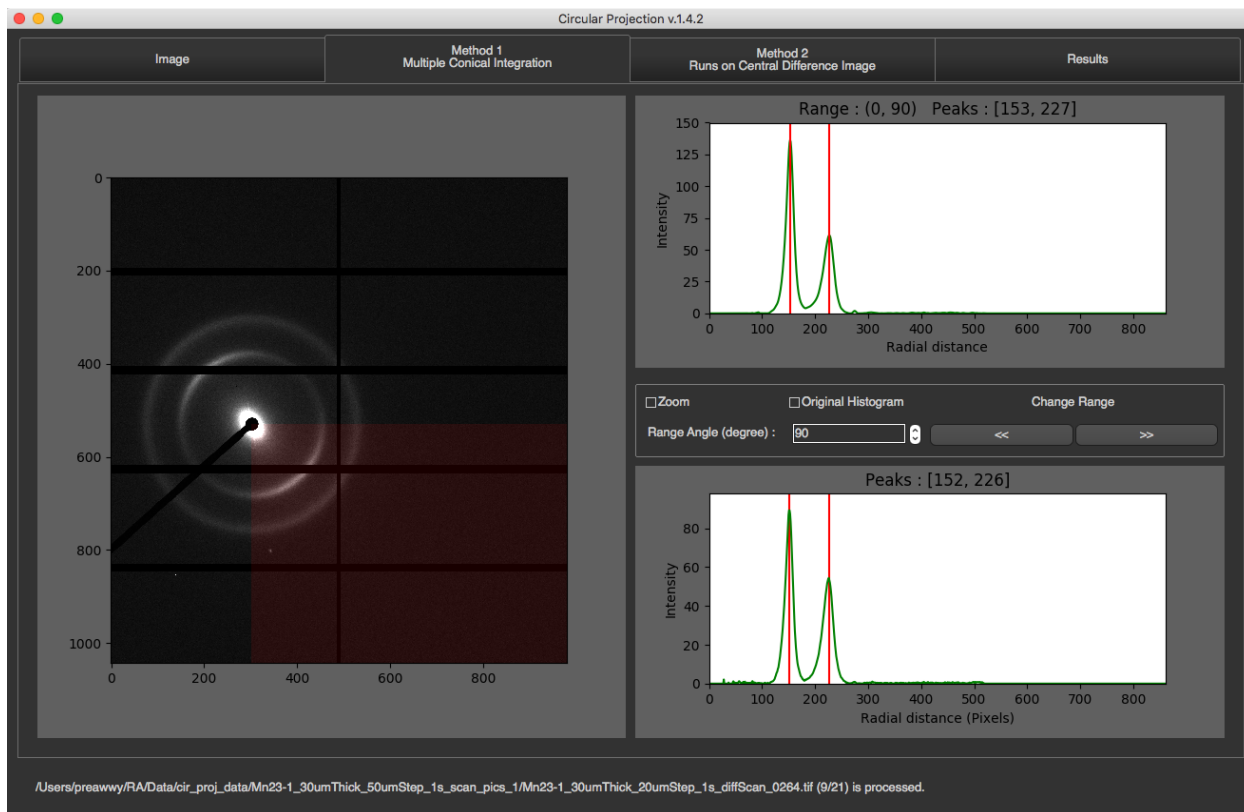 Circular Projection v.1.4.2
Image
Method 1
Multiple Conical Integration
Method 2
Runs on Central Difference Image
Results
0
200
400
600
800
1000
0
200
400
600
800
Range : (0, 90)   Peaks : [153, 227]
Intensity
150
125
100
75
50
25
0
0
100
200
300
400
500
600
700
800
Radial distance
Zoom
Original Histogram
Change Range
Range Angle (degree) :
90
<<
>>
Peaks : [152, 226]
Intensity
80
60
40
20
0
0
100
200
300
400
500
600
700
800
Radial distance (Pixels)
/Users/preawwy/RA/Data/cir_proj_data/Mn23-1_30umThick_50umStep_1s_scan_pics_1/Mn23-1_30umThick_20umStep_1s_diffScan_0264.tif (9/21) is processed.